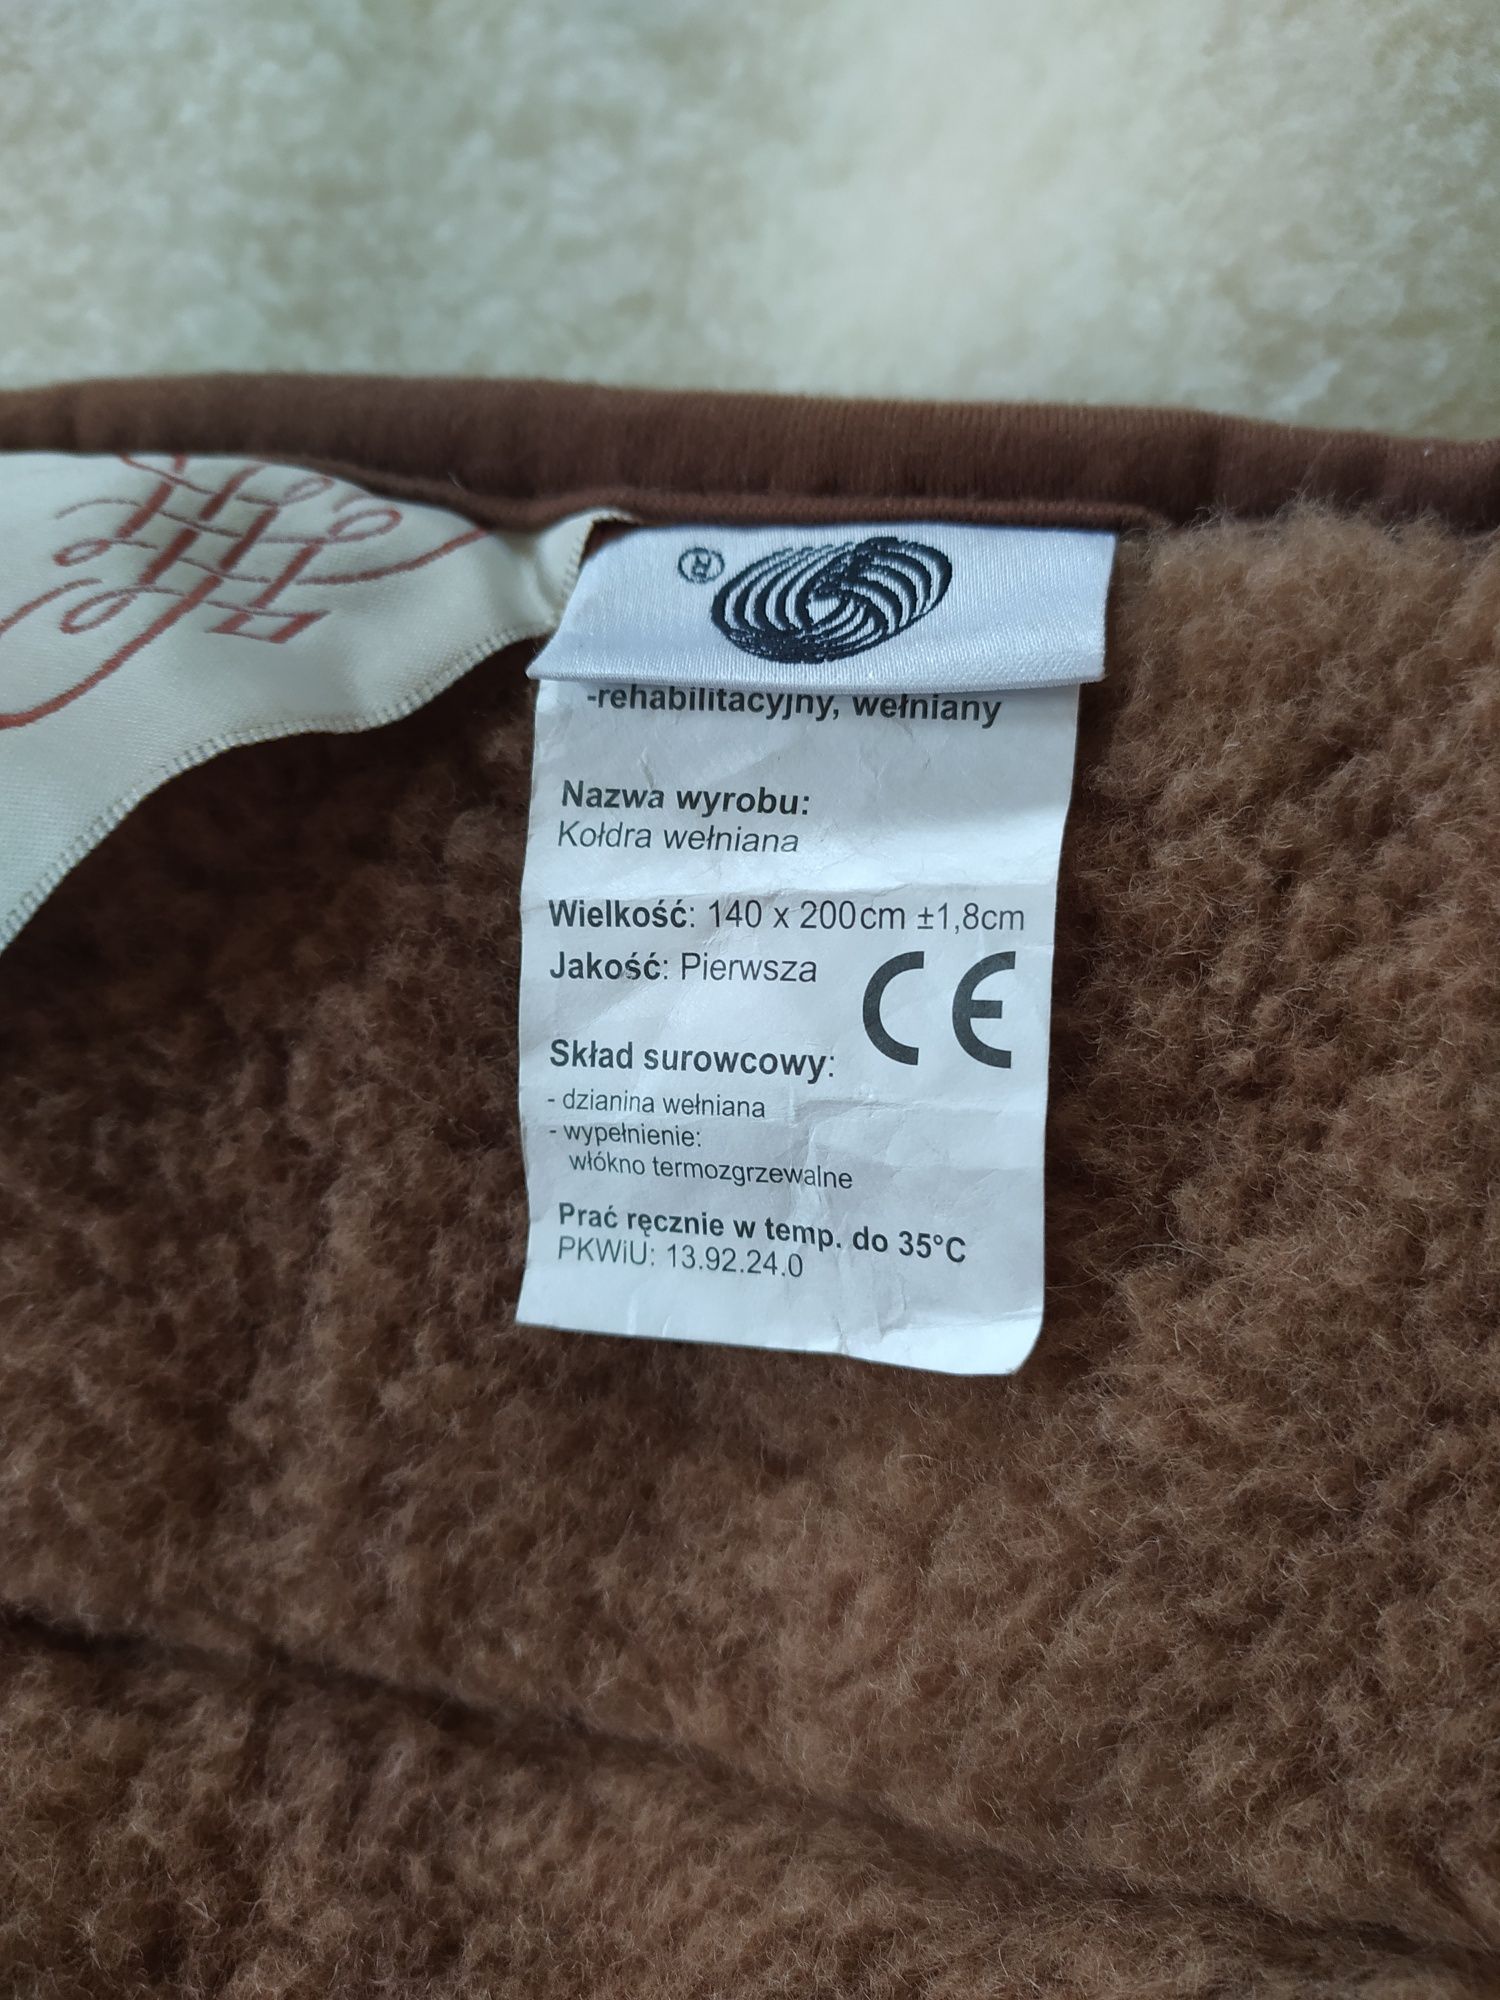 ®
-rehabilitacyjny, wełniany
Nazwa wyrobu:
Kołdra wełniana
Wielkość: 140 x 200cm ±1,8cm
Jakość: Pierwsza
CE
Skład surowcowy:
- dzianina wełniana
- wypełnienie:
włókno termozgrzewalne
Prać ręcznie w temp. do 35°C
PKWiU: 13.92.24.0